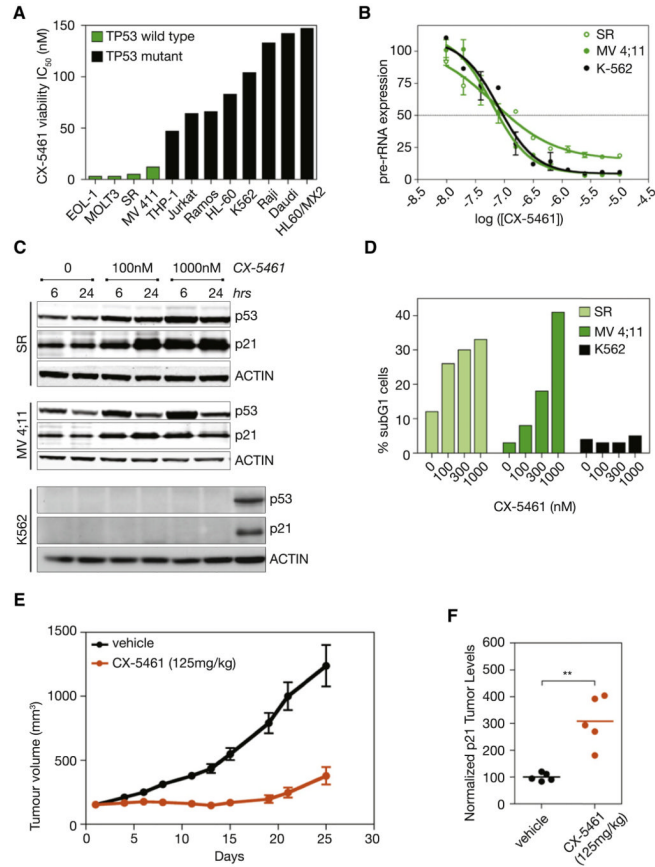 A
CX-5461 viability IC50 (nM)
150
100
50
0
TP53 wild type
TP53 mutant
EOL-1
MOLT3
SR
MV 411
THP-1
Jurkat
Ramos
HL-60
K562
Raji
Daudi
HL60/MX2
B
pre-rRNA expression
100
75
50
25
0
SR
MV 4;11
K-562
-8.5
-8.0
-7.5
-7.0
-6.5
-6.0
-5.5
-5.0
-4.5
log ([CX-5461])
C
0 100nM 1000nM CX-5461
6 24 6 24 6 24 hrs
SR
p53
p21
ACTIN
MV 4;11
p53
p21
ACTIN
K562
p53
p21
ACTIN
D
% subG1 cells
40
30
20
10
0
SR
MV 4;11
K562
0
100
300
1000
0
100
300
1000
0
100
300
1000
CX-5461 (nM)
E
Tumour volume (mm³)
1500
1000
500
0
vehicle
CX-5461 (125mg/kg)
0 5 10 15 20 25 30
Days
F
Normalized p21 Tumor Levels
600
500
400
300
200
100
0
**
vehicle
CX-5461
(125mg/kg)